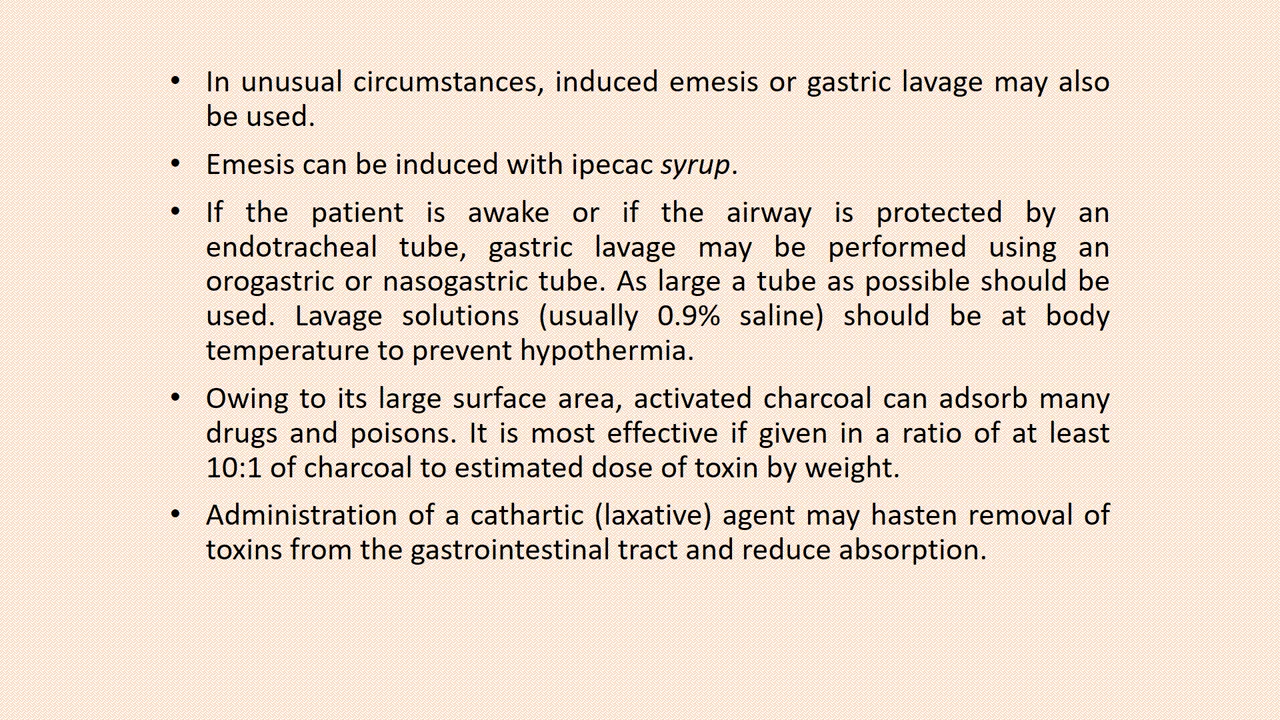 • In unusual circumstances, induced emesis or gastric lavage may also
be used.
• Emesis can be induced with ipecac syrup.
• If the patient is awake or if the airway is protected by an
endotracheal tube, gastric lavage may be performed using an
orogastric or nasogastric tube. As large a tube as possible should be
used. Lavage solutions (usually 0.9% saline) should be at body
temperature to prevent hypothermia.
• Owing to its large surface area, activated charcoal can adsorb many
drugs and poisons. It is most effective if given in a ratio of at least
10:1 of charcoal to estimated dose of toxin by weight.
• Administration of a cathartic (laxative) agent may hasten removal of
toxins from the gastrointestinal tract and reduce absorption.